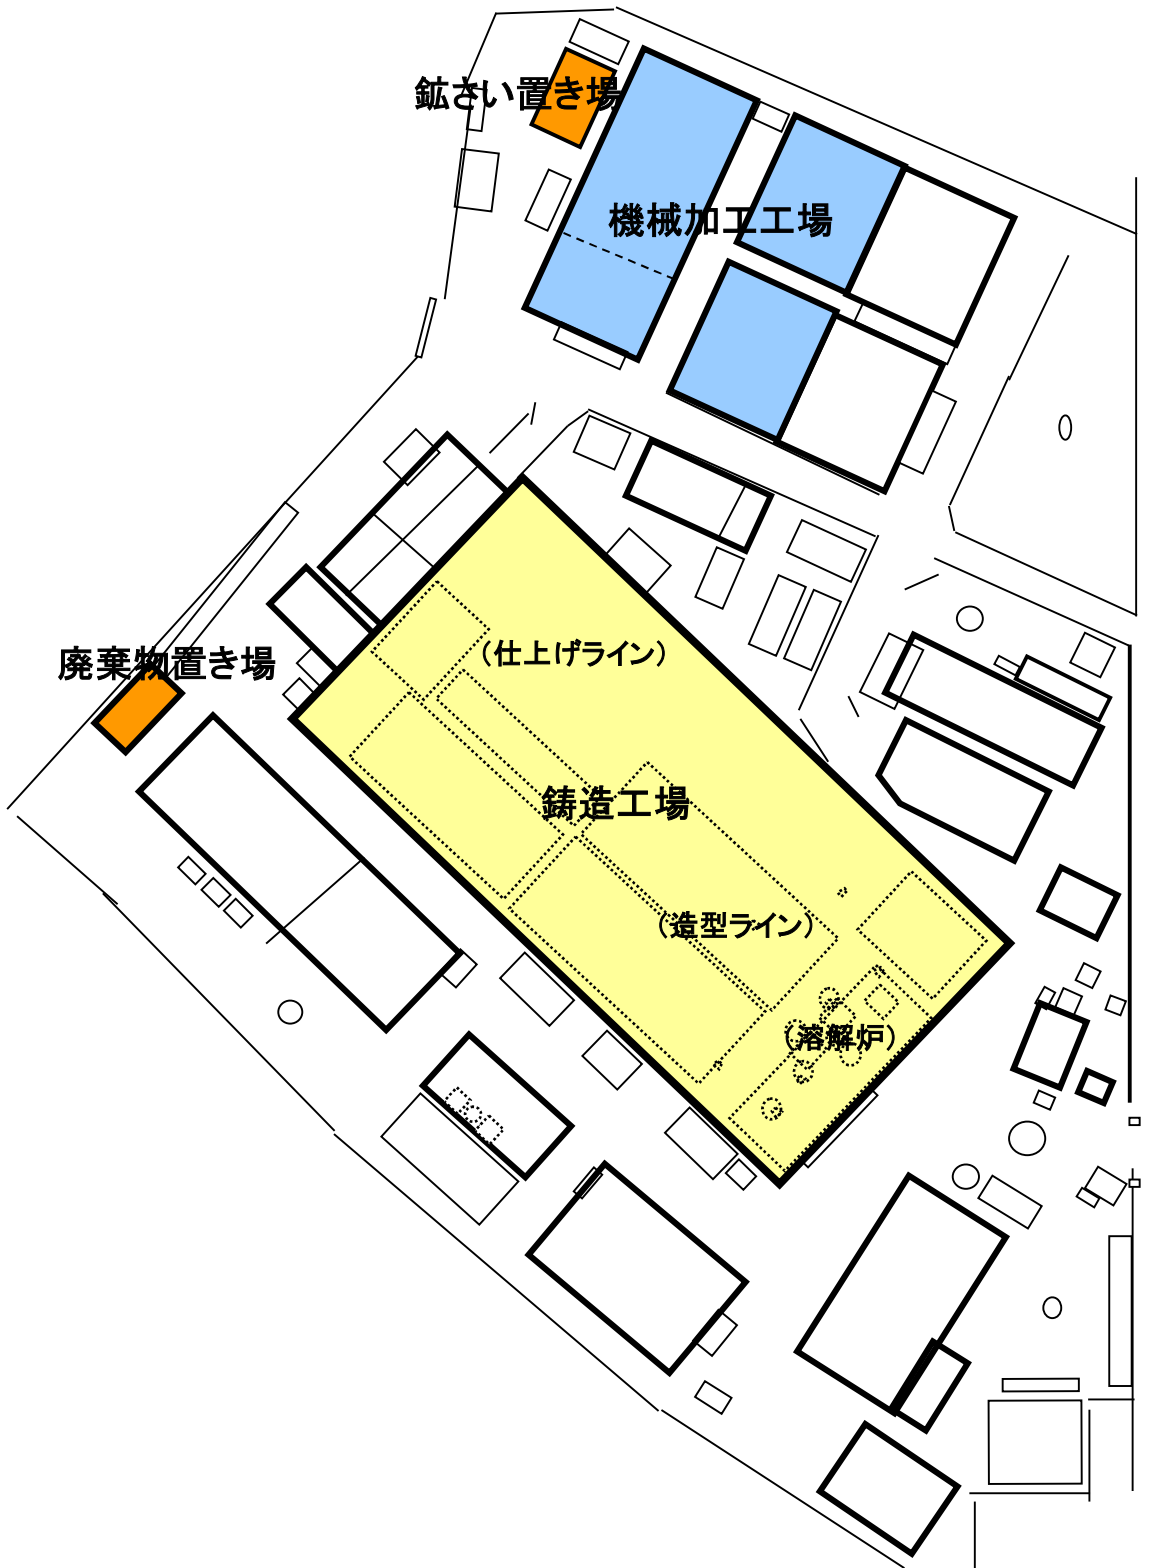 鉱さい置き場
機械加工工場
(仕上げライン)
廃棄物置き場
鋳造工場
(造型ライン)
(溶解炉)